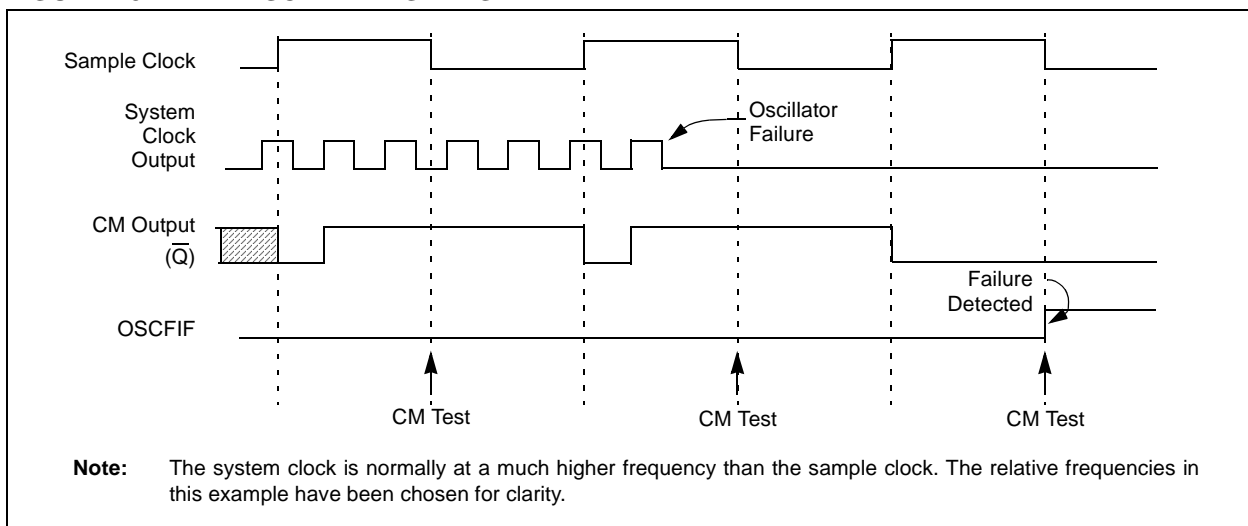 Sample Clock
System
Clock
Output
Oscillator
Failure
CM Output
(Q̅)
Failure
Detected
OSCFIF
CM Test
CM Test
CM Test
Note: The system clock is normally at a much higher frequency than the sample clock. The relative frequencies in
this example have been chosen for clarity.